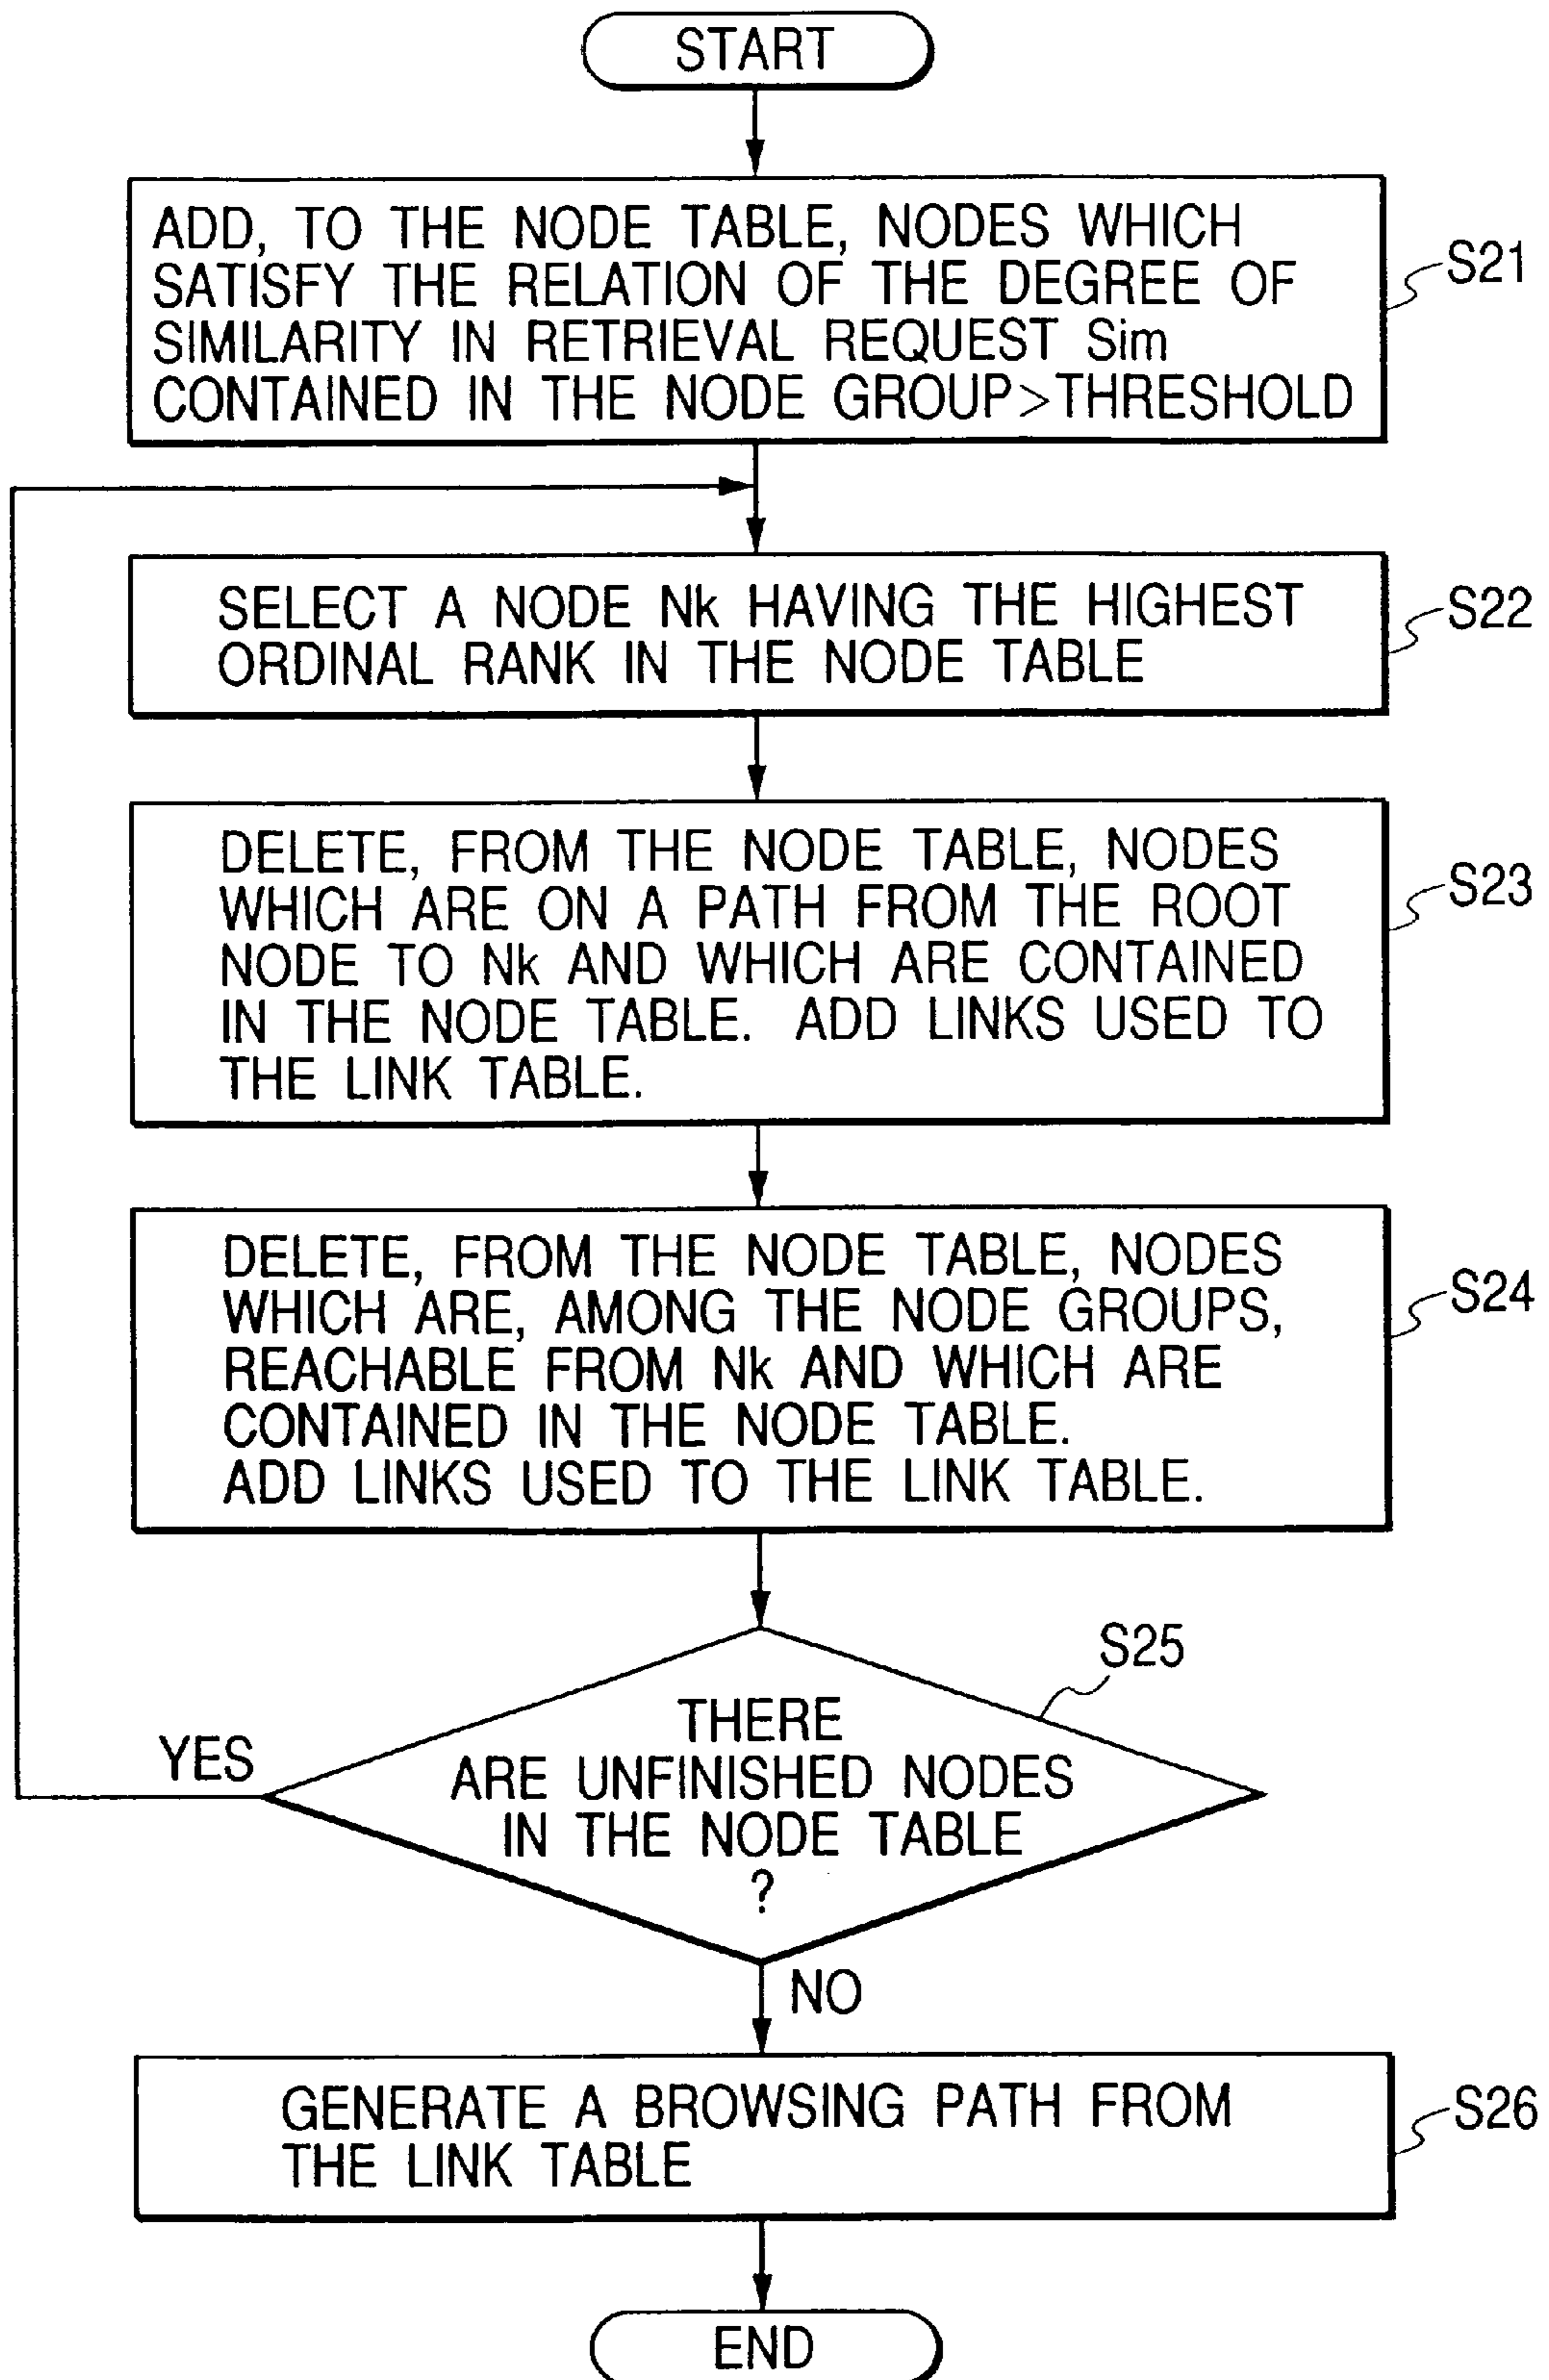 START
ADD, TO THE NODE TABLE, NODES WHICH
SATISFY THE RELATION OF THE DEGREE OF
SIMILARITY IN RETRIEVAL REQUEST Sim
CONTAINED IN THE NODE GROUP>THRESHOLD
S21
SELECT A NODE Nk HAVING THE HIGHEST
ORDINAL RANK IN THE NODE TABLE
S22
DELETE, FROM THE NODE TABLE, NODES
WHICH ARE ON A PATH FROM THE ROOT
NODE TO Nk AND WHICH ARE CONTAINED
IN THE NODE TABLE. ADD LINKS USED TO
THE LINK TABLE.
S23
DELETE, FROM THE NODE TABLE, NODES
WHICH ARE, AMONG THE NODE GROUPS,
REACHABLE FROM Nk AND WHICH ARE
CONTAINED IN THE NODE TABLE.
ADD LINKS USED TO THE LINK TABLE.
S24
S25
THERE
ARE UNFINISHED NODES
IN THE NODE TABLE
?
YES
NO
GENERATE A BROWSING PATH FROM
THE LINK TABLE
S26
END